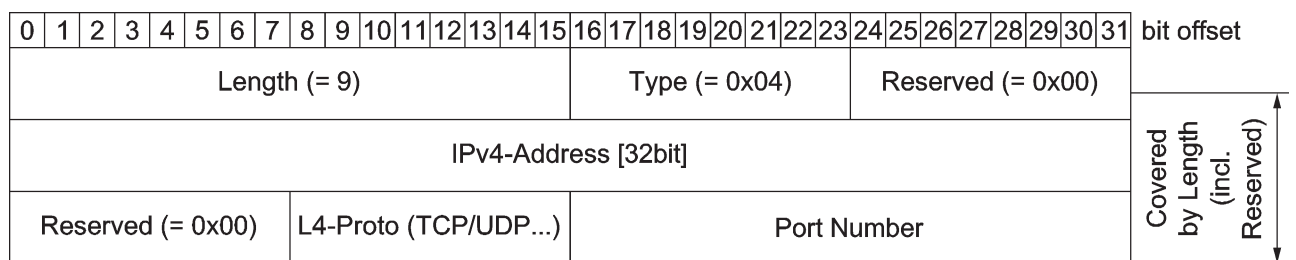 0 1 2 3 4 5 6 7 8 9 10 11 12 13 14 15 16 17 18 19 20 21 22 23 24 25 26 27 28 29 30 31 bit offset
Length (= 9) Type (= 0x04) Reserved (= 0x00)
IPv4-Address [32bit]
Reserved (= 0x00) L4-Proto (TCP/UDP...) Port Number
Covered
by Length
(incl.
Reserved)